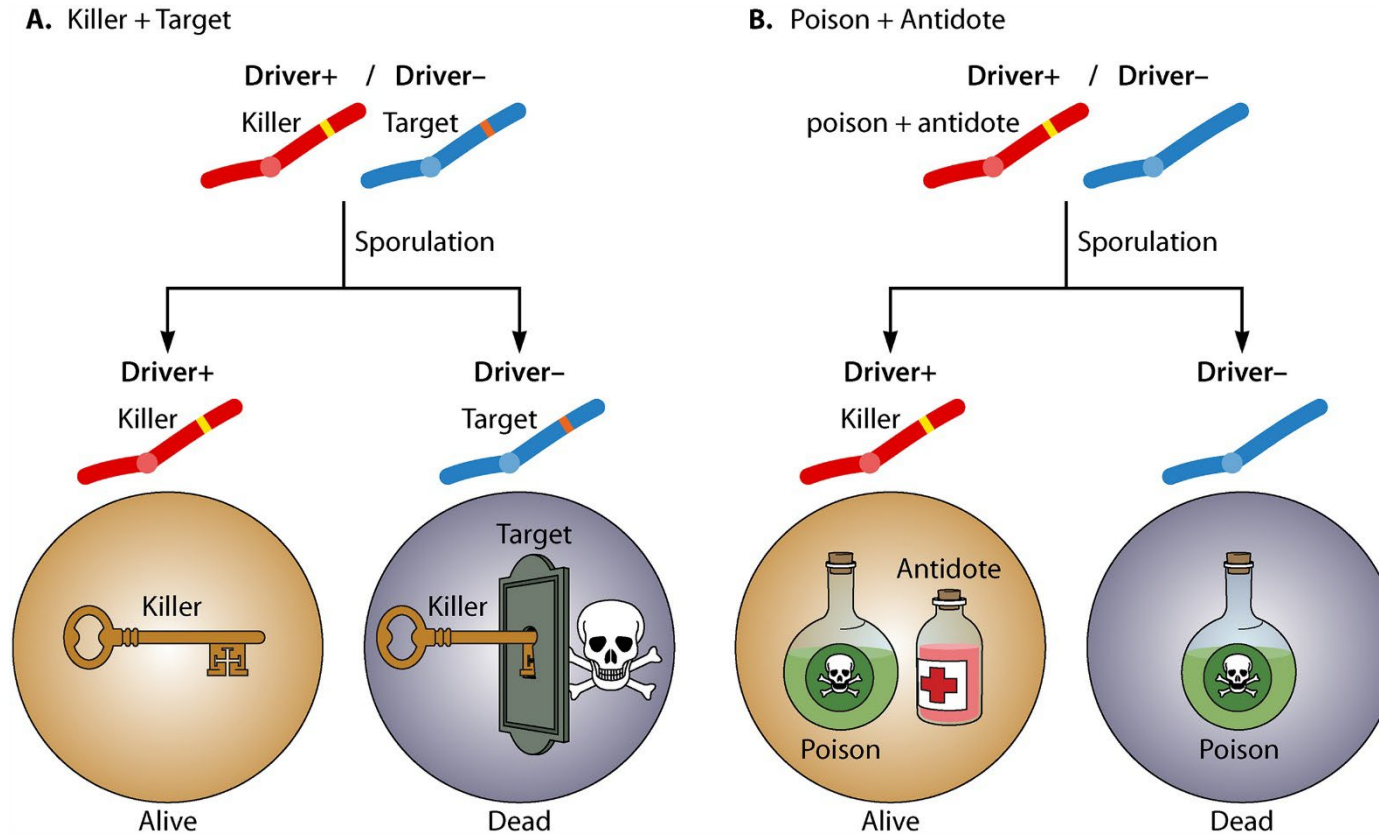 A. Killer + Target
Driver+ / Driver–
Killer Target
Sporulation
Driver+
Killer
Driver–
Target
Killer
Target
Killer
Alive
Dead
B. Poison + Antidote
Driver+ / Driver–
poison + antidote
Sporulation
Driver+
Killer
Driver–
Antidote
Poison
Poison
Alive
Dead